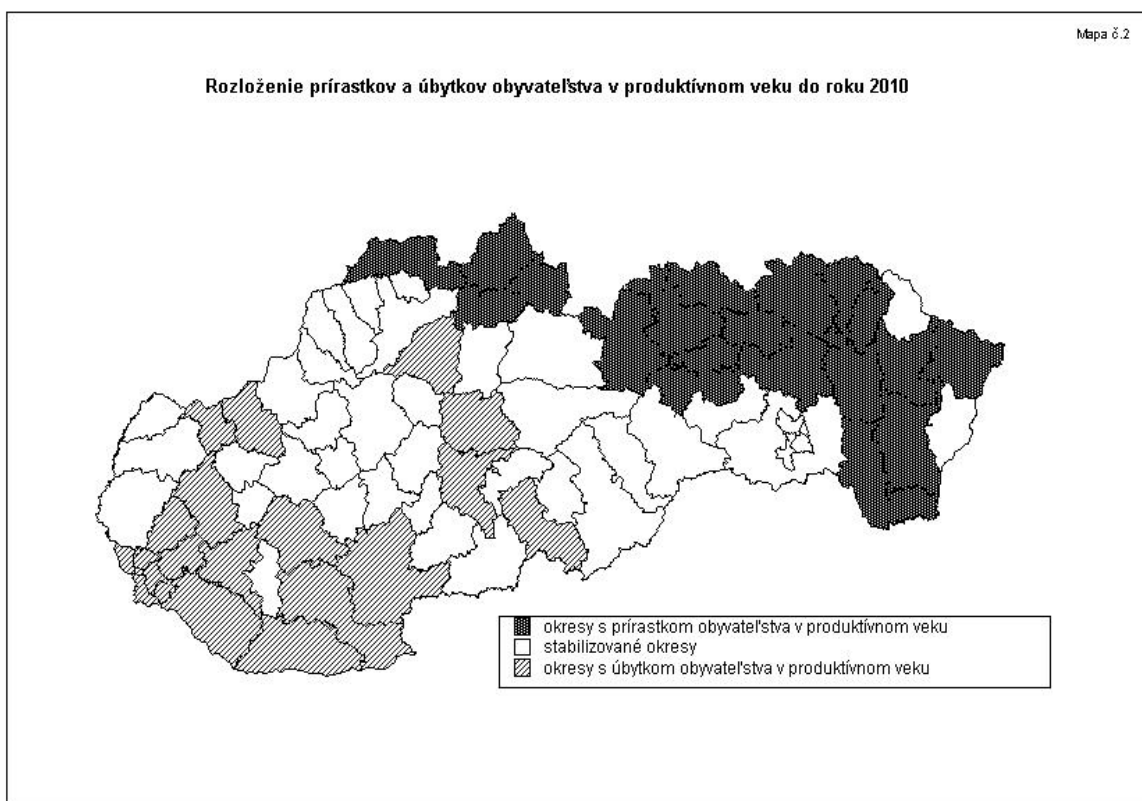 Mapa č.2
Rozloženie prírastkov a úbytkov obyvateľstva v produktívnom veku do roku 2010
okresy s prírastkom obyvateľstva v produktívnom veku
stabilizované okresy
okresy s úbytkom obyvateľstva v produktívnom veku